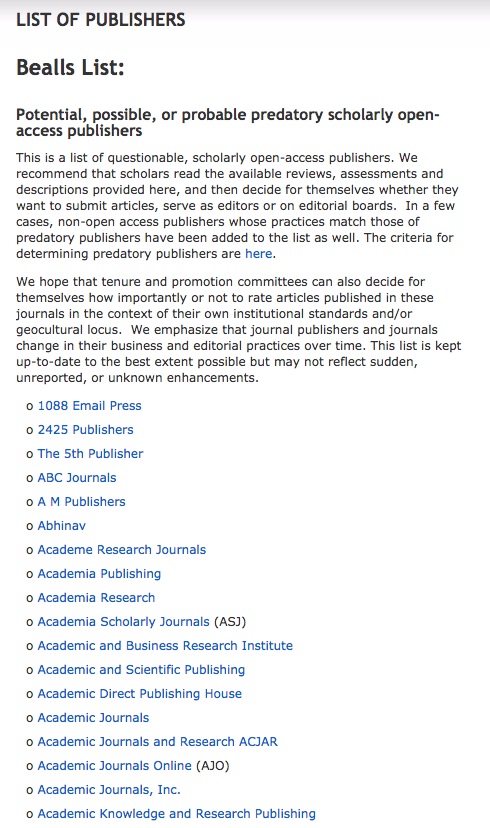 LIST OF PUBLISHERS
Bealls List:
Potential, possible, or probable predatory scholarly open-
access publishers
This is a list of questionable, scholarly open-access publishers. We
recommend that scholars read the available reviews, assessments and
descriptions provided here, and then decide for themselves whether they
want to submit articles, serve as editors or on editorial boards.  In a few
cases, non-open access publishers whose practices match those of
predatory publishers have been added to the list as well. The criteria for
determining predatory publishers are here.
We hope that tenure and promotion committees can also decide for
themselves how importantly or not to rate articles published in these
journals in the context of their own institutional standards and/or
geocultural locus.  We emphasize that journal publishers and journals
change in their business and editorial practices over time. This list is kept
up-to-date to the best extent possible but may not reflect sudden,
unreported, or unknown enhancements.
o 1088 Email Press
o 2425 Publishers
o The 5th Publisher
o ABC Journals
o A M Publishers
o Abhinav
o Academe Research Journals
o Academia Publishing
o Academia Research
o Academia Scholarly Journals (ASJ)
o Academic and Business Research Institute
o Academic and Scientific Publishing
o Academic Direct Publishing House
o Academic Journals
o Academic Journals and Research ACJAR
o Academic Journals Online (AJO)
o Academic Journals, Inc.
o Academic Knowledge and Research Publishing